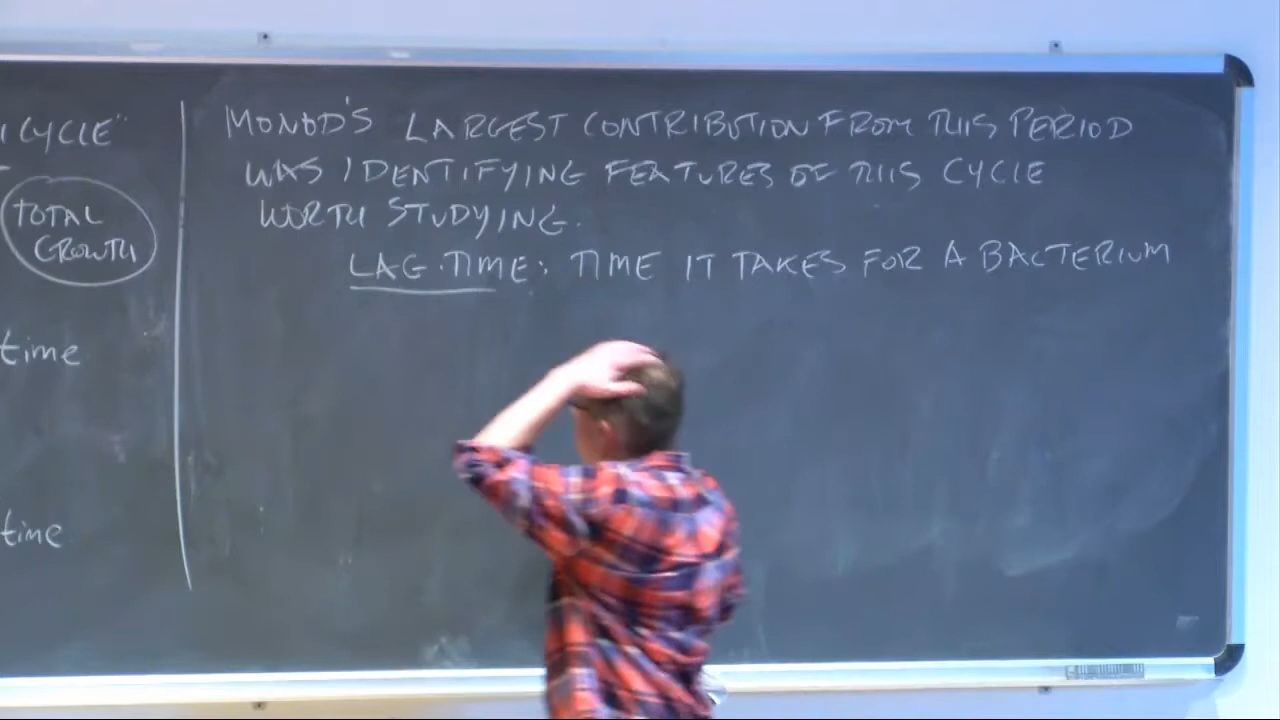 CYCLE"
TOTAL
GROWTH
time
time
MONOD'S LARGEST CONTRIBUTION FROM THIS PERIOD
WAS IDENTIFYING FEATURES OF THIS CYCLE
WORTH STUDYING.
LAG-TIME: TIME IT TAKES FOR A BACTERIUM